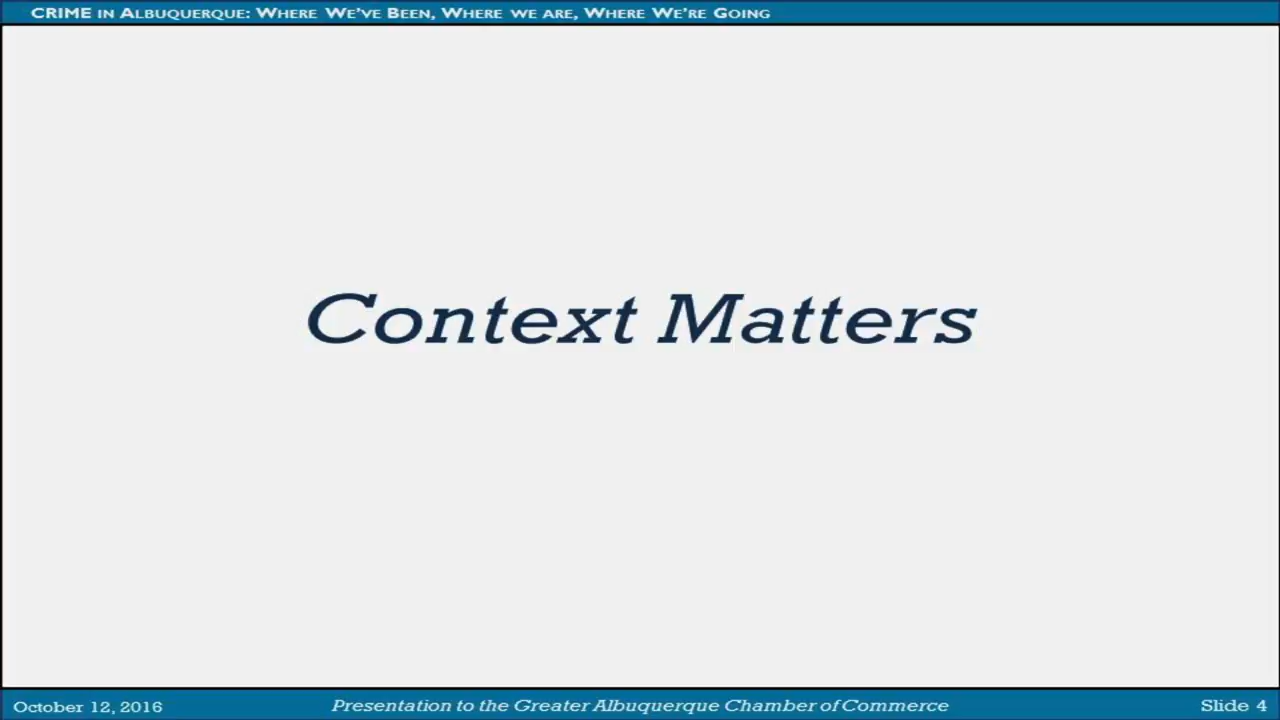 CRIME IN ALBUQUERQUE: WHERE WE'VE BEEN, WHERE WE ARE, WHERE WE'RE GOING
Context Matters
October 12, 2016 Presentation to the Greater Albuquerque Chamber of Commerce Slide 4